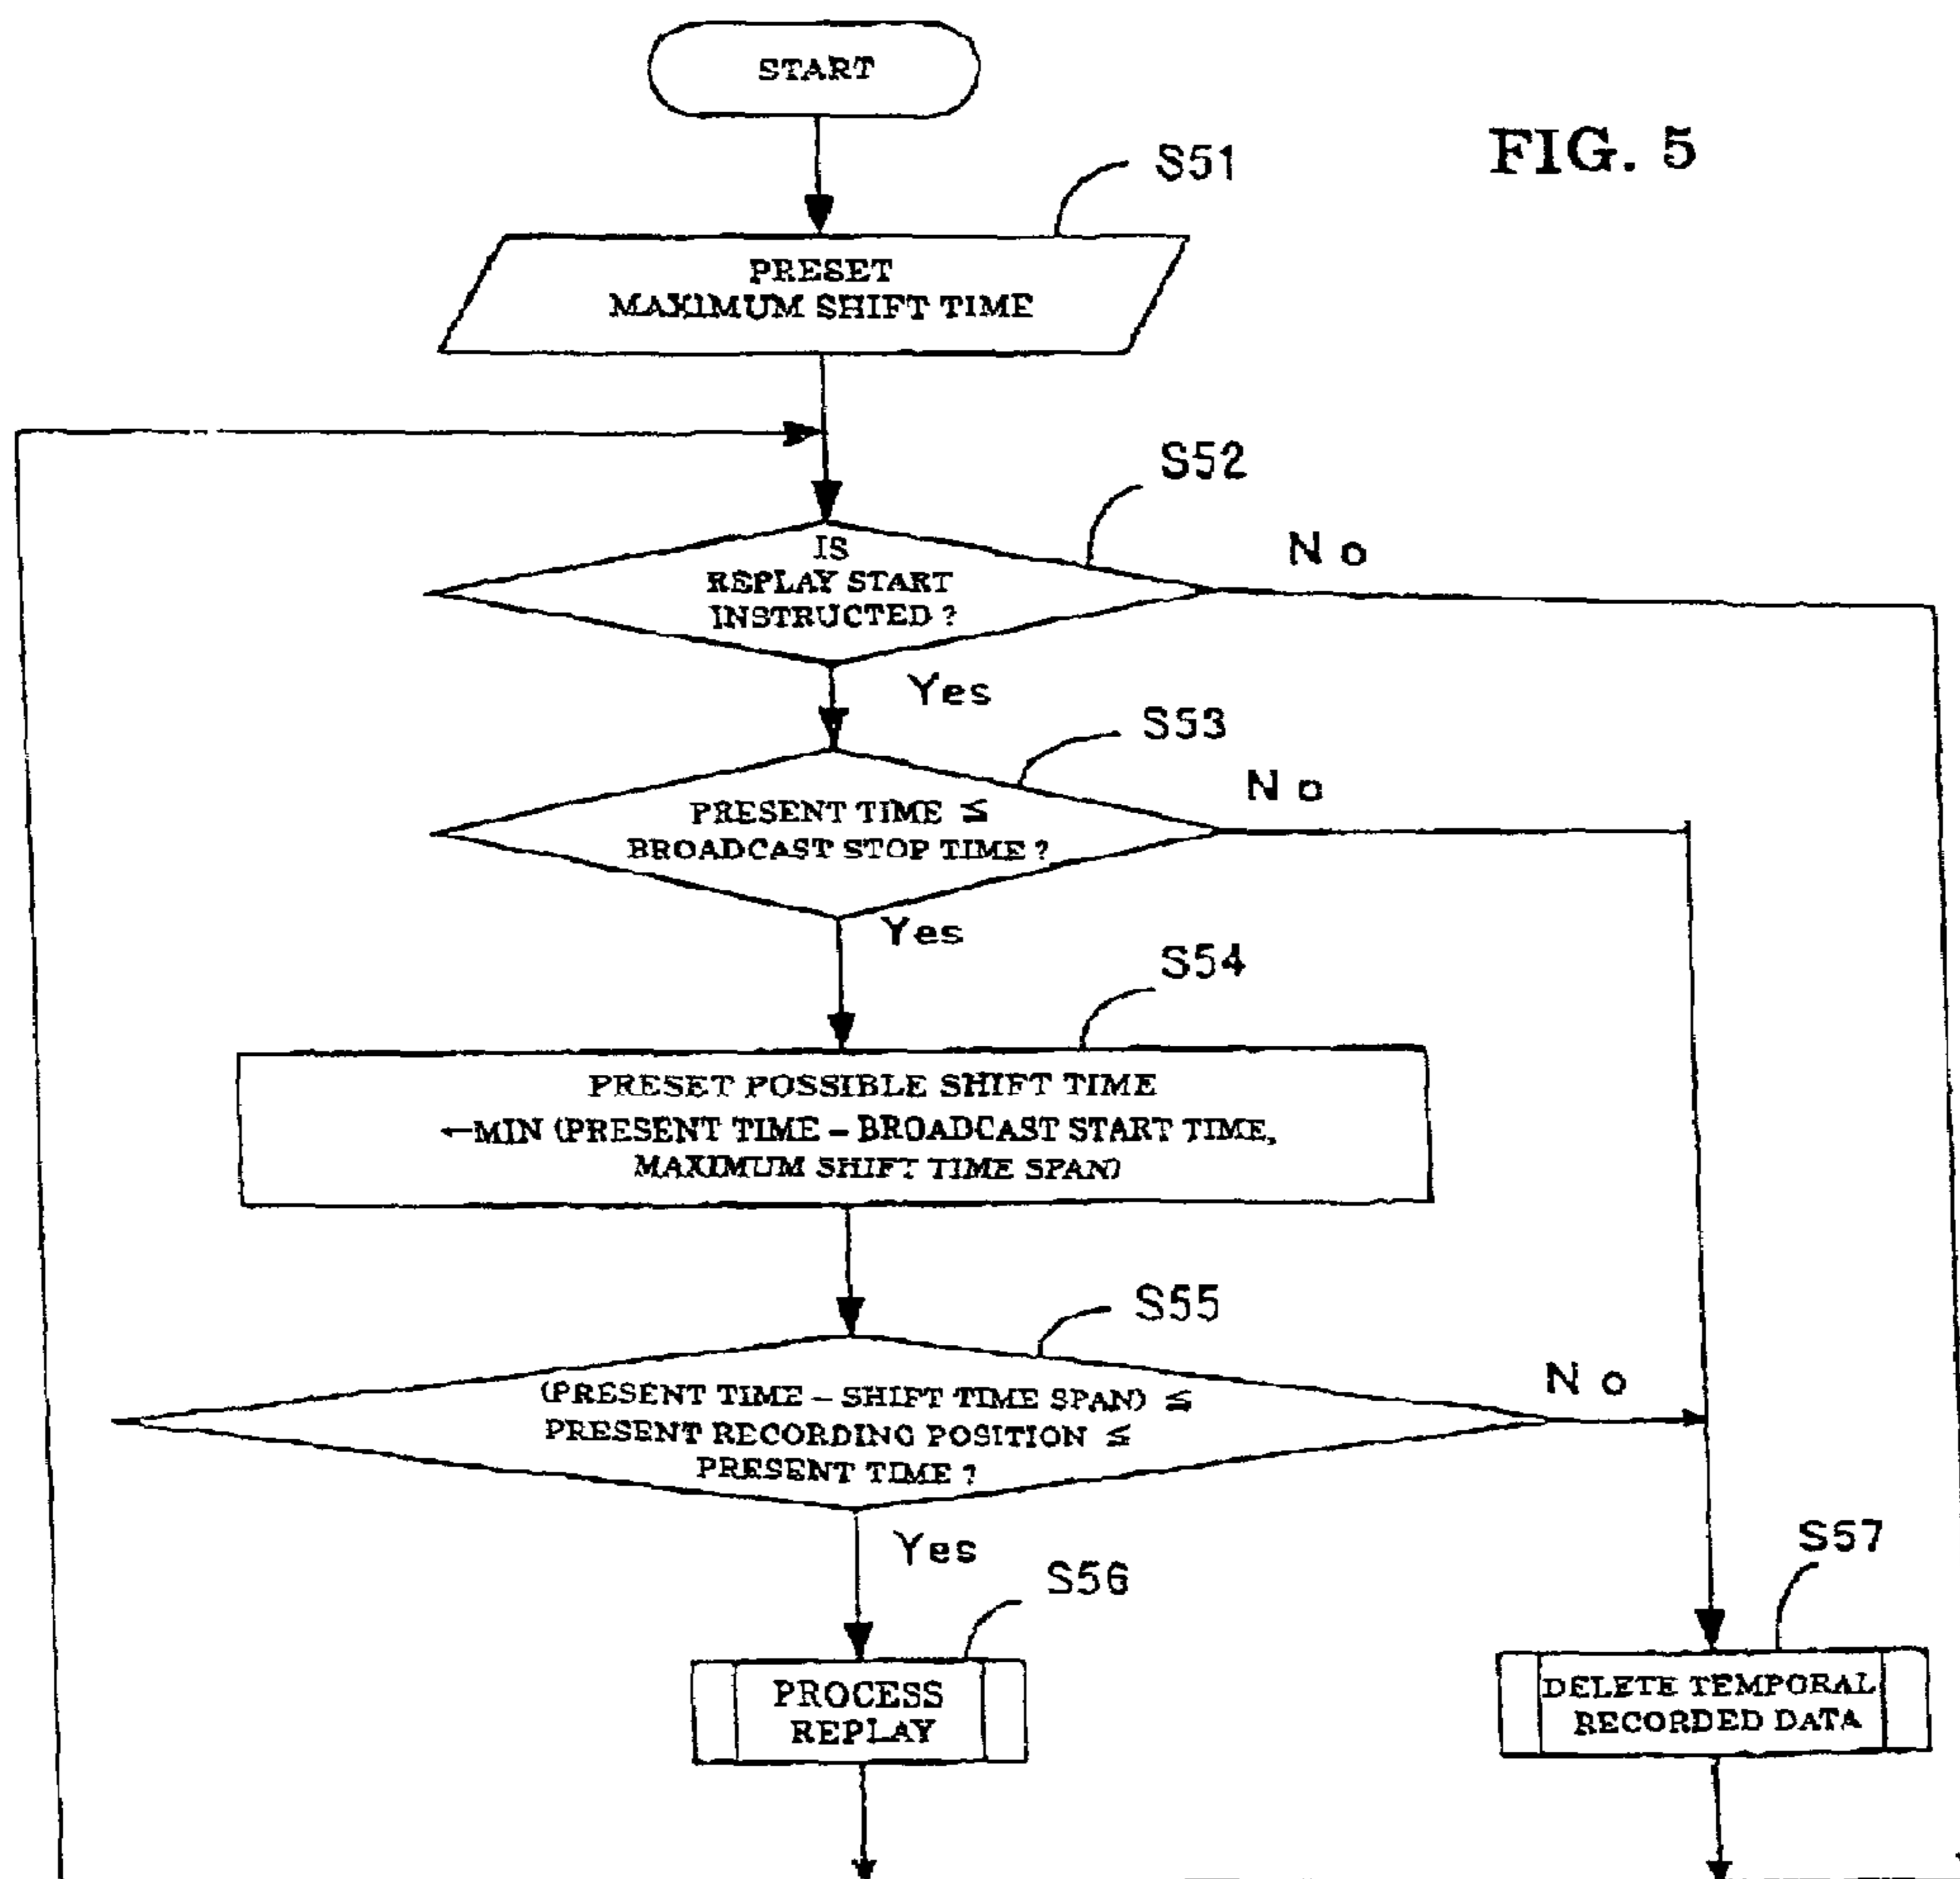 START
FIG. 5
S51
PRESET
MAXIMUM SHIFT TIME
S52
IS
REPLAY START
INSTRUCTED ?
No
Yes
S53
PRESENT TIME ≦
BROADCAST STOP TIME ?
No
Yes
S54
PRESET POSSIBLE SHIFT TIME
←MIN (PRESENT TIME – BROADCAST START TIME,
MAXIMUM SHIFT TIME SPAN)
S55
(PRESENT TIME – SHIFT TIME SPAN) ≦
PRESENT RECORDING POSITION ≦
PRESENT TIME ?
No
Yes
S56
PROCESS
REPLAY
S57
DELETE TEMPORAL
RECORDED DATA